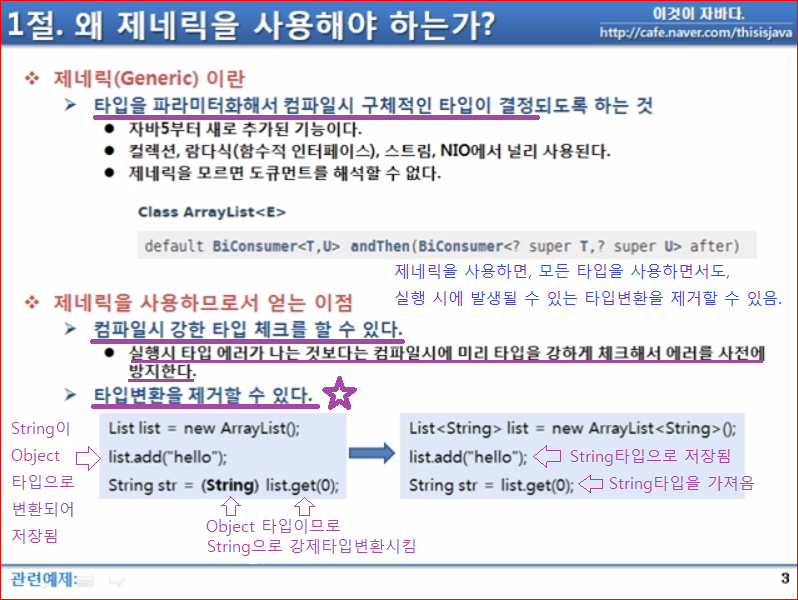 1절. 왜 제네릭을 사용해야 하는가?
이것이 자바다.
http://cafe.naver.com/thisisjava
제네릭(Generic) 이란
타입을 파라미터화해서 컴파일시 구체적인 타입이 결정되도록 하는 것
자바5부터 새로 추가된 기능이다.
컬렉션, 람다식(함수적 인터페이스), 스트림, NIO에서 널리 사용된다.
제네릭을 모르면 도큐먼트를 해석할 수 없다.
Class ArrayList<E>
default BiConsumer<T,U> andThen(BiConsumer<? super T,? super U> after)
제네릭을 사용하면, 모든 타입을 사용하면서도,
실행 시에 발생될 수 있는 타입변환을 제거할 수 있음.
제네릭을 사용하므로서 얻는 이점
컴파일시 강한 타입 체크를 할 수 있다.
실행시 타입 에러가 나는 것보다는 컴파일시에 미리 타입을 강하게 체크해서 에러를 사전에
방지한다.
타입변환을 제거할 수 있다.
String이
Object
타입으로
변환되어
저장됨
List list = new ArrayList();
list.add("hello");
String str = (String) list.get(0);
Object 타입이므로
String으로 강제타입변환시킴
List<String> list = new ArrayList<String>();
list.add("hello"); String타입으로 저장됨
String str = list.get(0); String타입을 가져옴
관련예제:
3